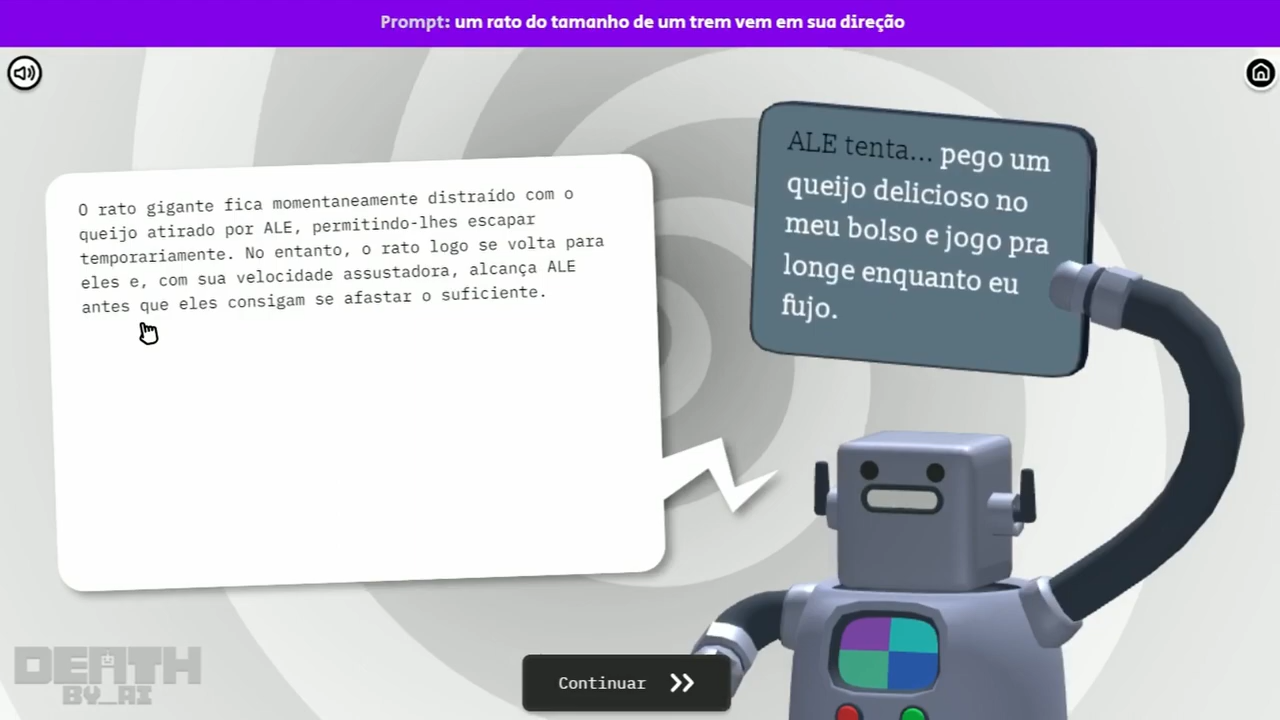 Prompt: um rato do tamanho de um trem vem em sua direção
ALE tenta... pego um
queijo delicioso no
meu bolso e jogo pra
longe enquanto eu
fujo.
O rato gigante fica momentaneamente distraído com o
queijo atirado por ALE, permitindo-lhes escapar
temporariamente. No entanto, o rato logo se volta para
eles e, com sua velocidade assustadora, alcança ALE
antes que eles consigam se afastar o suficiente.
DEATH
BY_AI
Continuar